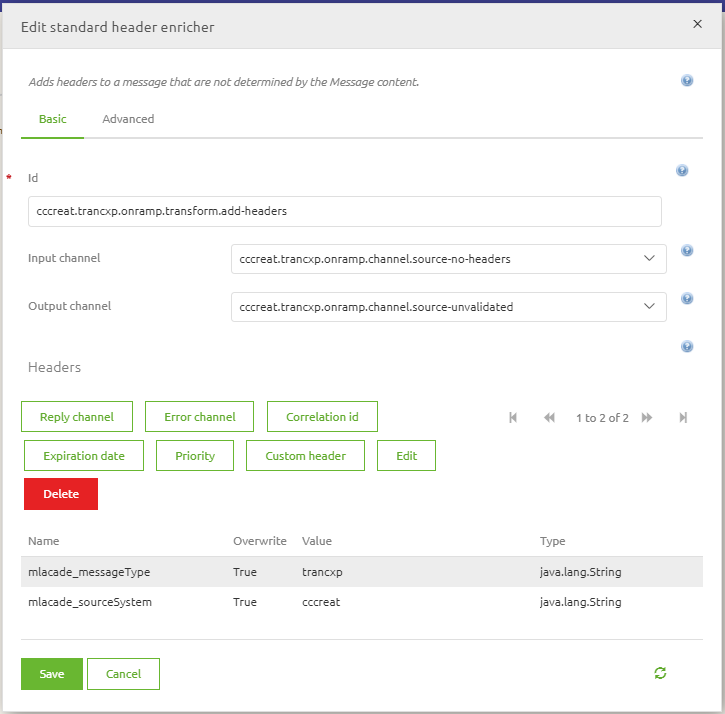 Edit standard header enricher
Adds headers to a message that are not determined by the Message content.
Basic Advanced
* Id
cccreat.trancxp.onramp.transform.add-headers
Input channel cccreat.trancxp.onramp.channel.source-no-headers
Output channel cccreat.trancxp.onramp.channel.source-unvalidated
Headers
Reply channel Error channel Correlation id 1 to 2 of 2
Expiration date Priority Custom header Edit
Delete
Name Overwrite Value Type
mlacade_messageType True trancxp java.lang.String
mlacade_sourceSystem True cccreat java.lang.String
Save Cancel